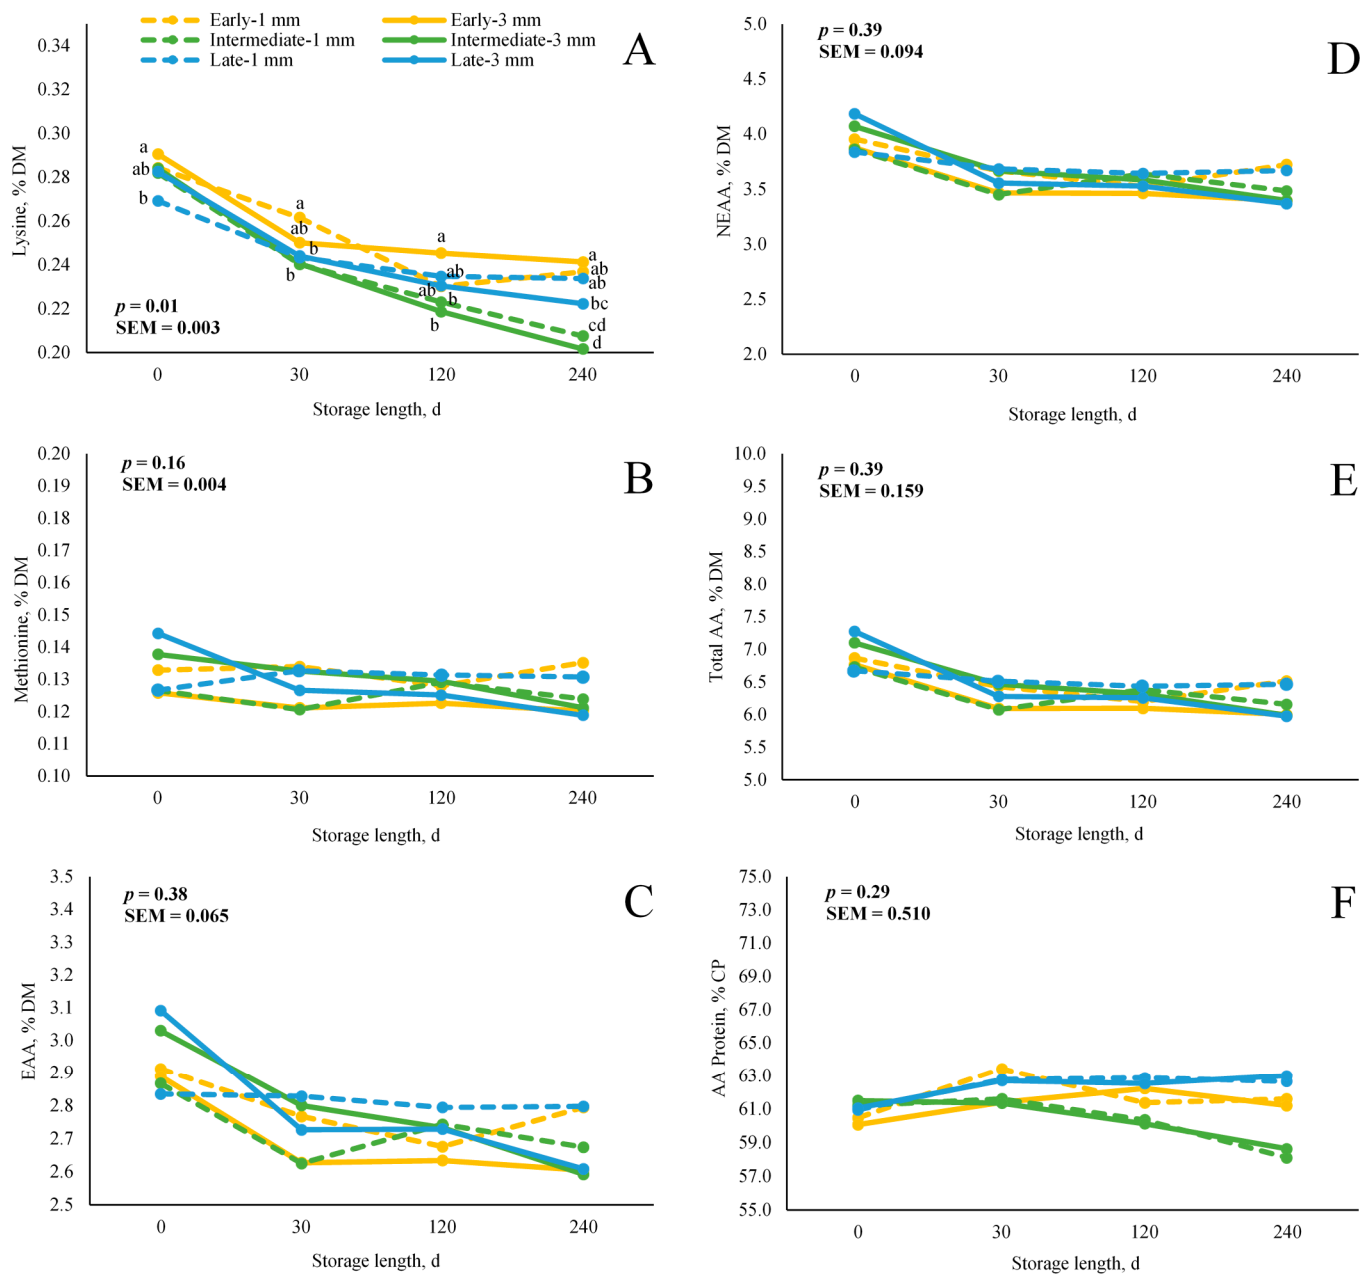 Early-1 mm
Early-3 mm
Intermediate-1 mm
Intermediate-3 mm
Late-1 mm
Late-3 mm
A
0.34
0.32
0.30
0.28
0.26
0.24
0.22
0.20
Lysine, % DM
a
ab
b
a
ab
b
b
a
ab
ab
b
b
a
ab
ab
bc
cd
d
p = 0.01
SEM = 0.003
0
30
120
240
Storage length, d
D
5.0
4.5
4.0
3.5
3.0
2.5
2.0
NEAA, % DM
p = 0.39
SEM = 0.094
0
30
120
240
Storage length, d
B
0.20
0.19
0.18
0.17
0.16
0.15
0.14
0.13
0.12
0.11
0.10
Methionine, % DM
p = 0.16
SEM = 0.004
0
30
120
240
Storage length, d
E
10.0
9.5
9.0
8.5
8.0
7.5
7.0
6.5
6.0
5.5
5.0
Total AA, % DM
p = 0.39
SEM = 0.159
0
30
120
240
Storage length, d
C
3.5
3.4
3.3
3.2
3.1
3.0
2.9
2.8
2.7
2.6
2.5
EAA, % DM
p = 0.38
SEM = 0.065
0
30
120
240
Storage length, d
F
75.0
73.0
71.0
69.0
67.0
65.0
63.0
61.0
59.0
57.0
55.0
AA Protein, % CP
p = 0.29
SEM = 0.510
0
30
120
240
Storage length, d